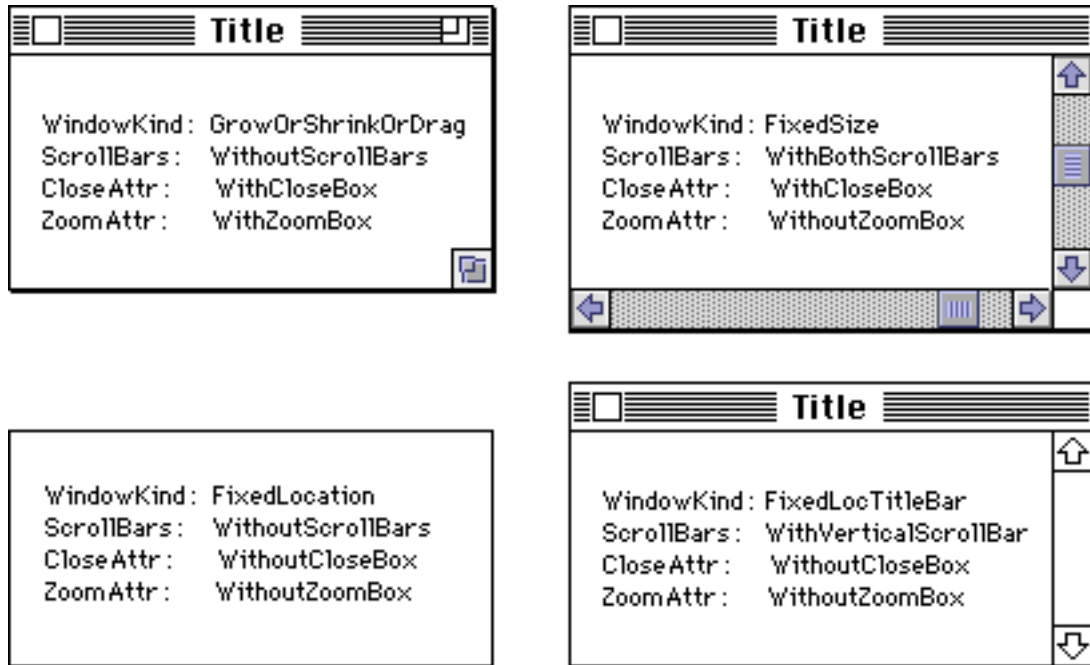 Title
WindowKind: GrowOrShrinkOrDrag
ScrollBars: WithoutScrollBars
CloseAttr: WithCloseBox
ZoomAttr: WithZoomBox
Title
WindowKind: FixedSize
ScrollBars: WithBothScrollBars
CloseAttr: WithCloseBox
ZoomAttr: WithoutZoomBox
WindowKind: FixedLocation
ScrollBars: WithoutScrollBars
CloseAttr: WithoutCloseBox
ZoomAttr: WithoutZoomBox
Title
WindowKind: FixedLocTitleBar
ScrollBars: WithVerticalScrollBar
CloseAttr: WithoutCloseBox
ZoomAttr: WithoutZoomBox